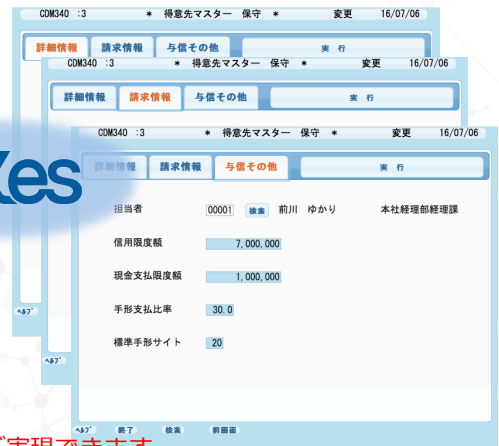 CDM340 :3 * 得意先マスター 保守 * 変更 16/07/06
詳細情報 請求情報 与信その他 実 行
CDM340 :3 * 得意先マスター 保守 * 変更 16/07/06
詳細情報 請求情報 与信その他 実 行
CDM340 :3 * 得意先マスター 保守 * 変更 16/07/06
詳細情報 請求情報 与信その他 実 行
担当者 00001 検索 前川 ゆかり 本社経理部経理課
信用限度額 7,000,000
現金支払限度額 1,000,000
手形支払比率 30.0
標準手形サイト 20
ﾍﾙﾌﾟ
ﾍﾙﾌﾟ
ﾍﾙﾌﾟ 終了 検索 前画面
es
実現できます